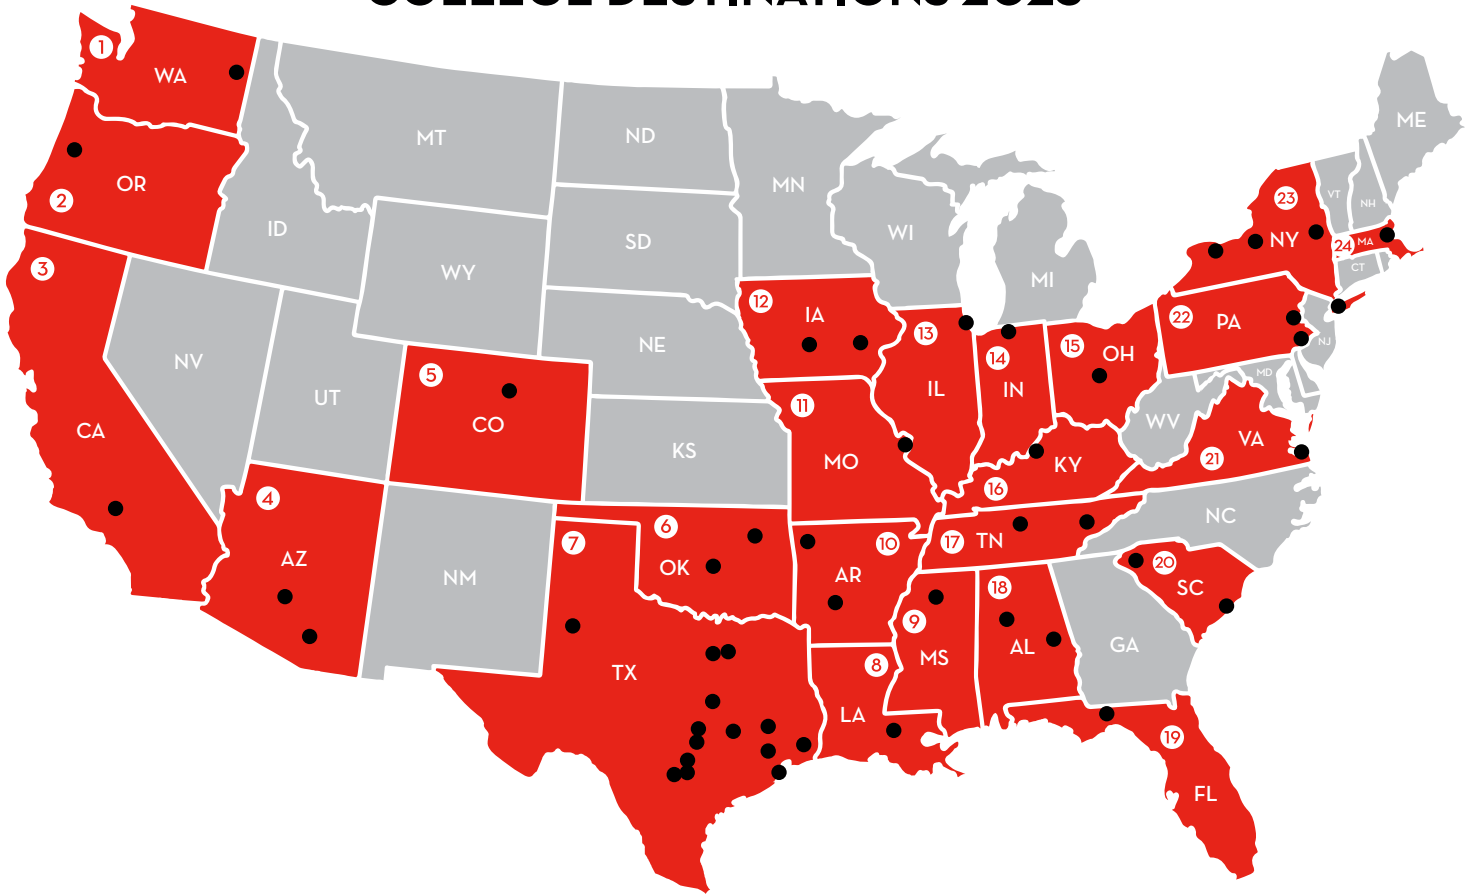 COLLEGE DESTINATIONS
1
WA
MT
ND
MN
ME
2
OR
ID
SD
WI
MI
23
NY
VT
NH
24
MA
CT
3
WY
12
IA
13
22
PA
NJ
NV
UT
5
CO
NE
IL
14
IN
15
OH
MD
CA
KS
11
MO
16
KY
WV
VA
21
4
AZ
NM
7
6
OK
10
AR
17
TN
NC
20
SC
TX
8
LA
9
MS
18
AL
GA
19
FL